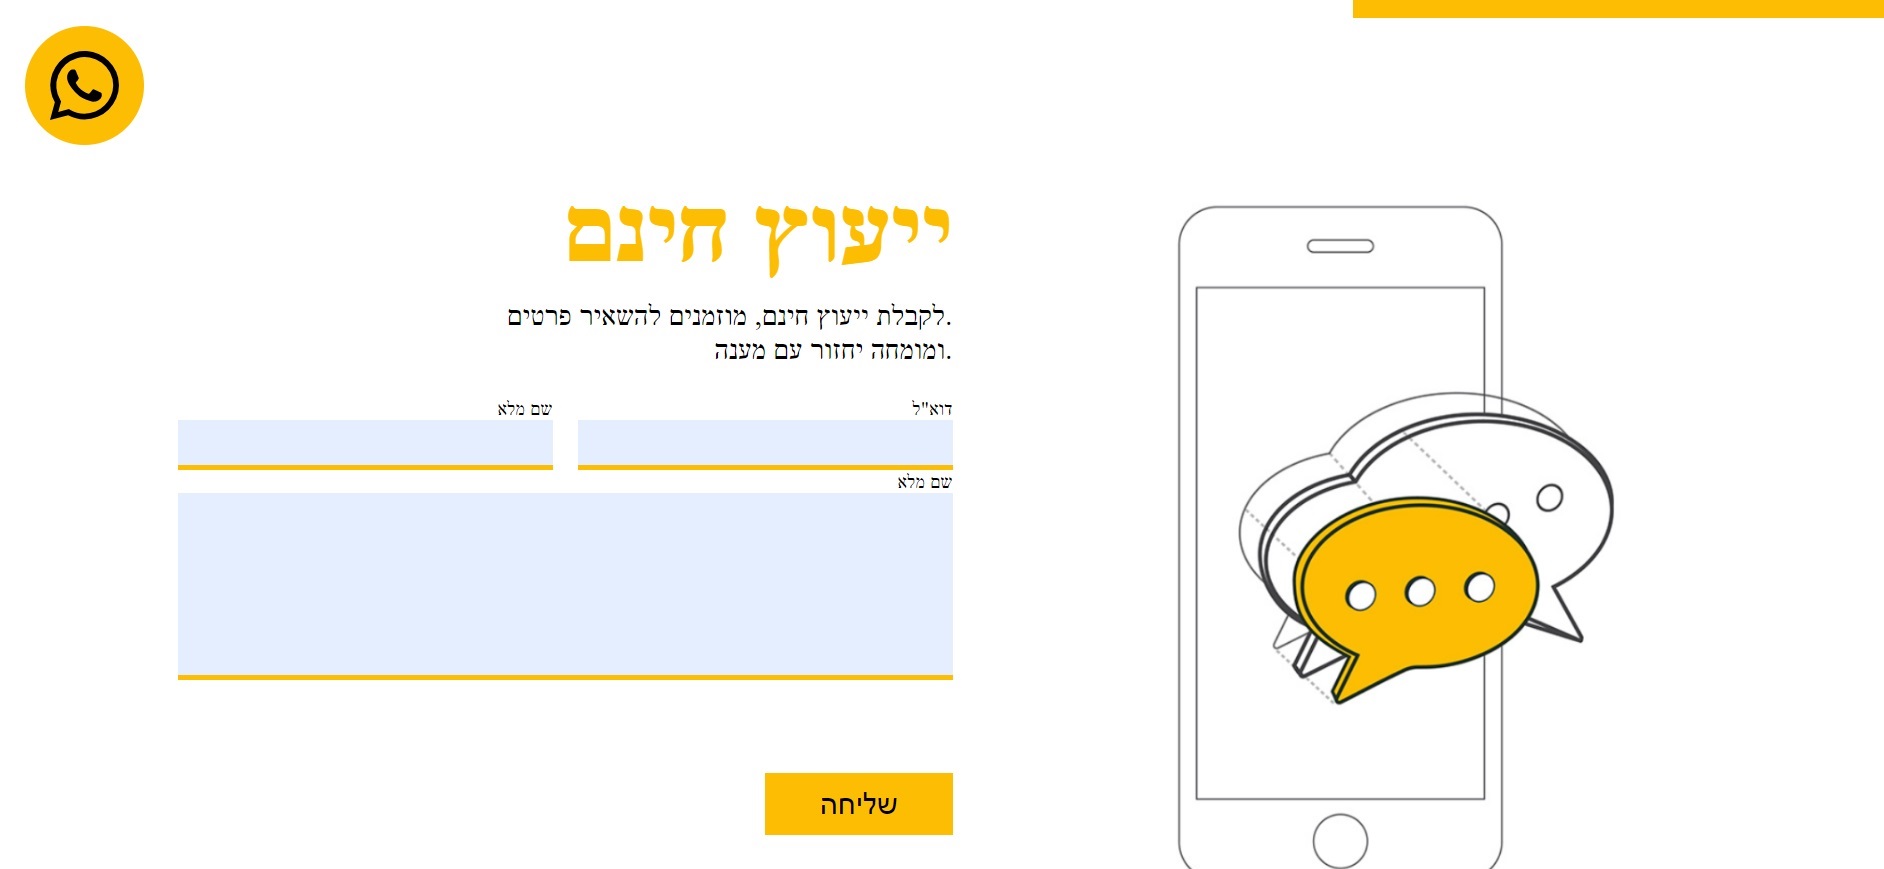 ייעוץ חינם
לקבלת ייעוץ חינם, מוזמנים להשאיר פרטים.
ומומחה יחזור עם מענה.
דוא"ל
שם מלא
שם מלא
שליחה